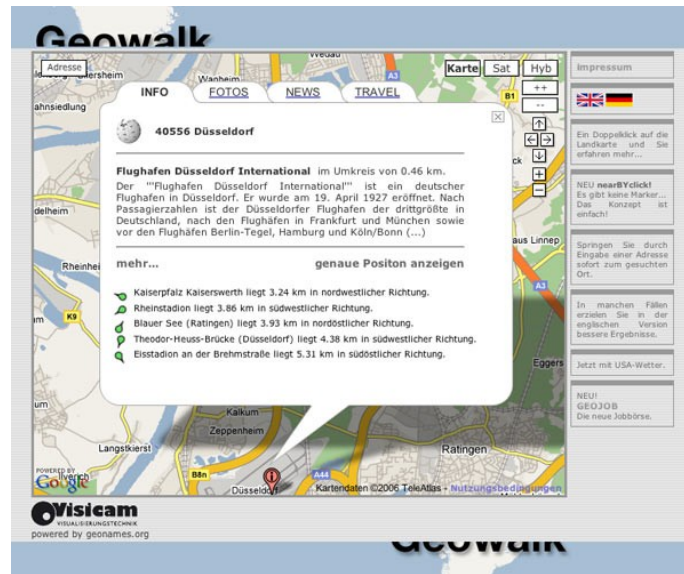 Geowalk
Adresse
Karte
Sat
Hyb
Wanheim
A3
B1
++
--
INFO
FOTOS
NEWS
TRAVEL
40556 Düsseldorf
Flughafen Düsseldorf International im Umkreis von 0.46 km.
Der '"Flughafen Düsseldorf International'" ist ein deutscher
Flughafen in Düsseldorf. Er wurde am 19. April 1927 eröffnet. Nach
Passagierzahlen ist der Düsseldorfer Flughafen der drittgrößte in
Deutschland, nach den Flughäfen in Frankfurt und München sowie
vor den Flughäfen Berlin-Tegel, Hamburg und Köln/Bonn (...)
mehr...
genaue Positon anzeigen
Kaiserpfalz Kaiserswerth liegt 3.24 km in nordwestlicher Richtung.
Rheinstadion liegt 3.86 km in südwestlicher Richtung.
Blauer See (Ratingen) liegt 3.93 km in nordöstlicher Richtung.
Theodor-Heuss-Brücke (Düsseldorf) liegt 4.38 km in südwestlicher Richtung.
Eisstadion an der Brehmstraße liegt 5.31 km in südöstlicher Richtung.
ahnsiedlung
delheim
Rheinhei
K9
um
aus Linnep
A3
Eggers
Kalkum
Zeppenheim
Langstkierst
Ratingen
B8n
A44
Ilverich
Düsseldorf
POWERED BY
Google
Kartendaten ©2006 TeleAtlas - Nutzungsbedingungen
Impressum
Ein Doppelklick auf die
Landkarte und Sie
erfahren mehr...
NEU nearBYclick!
Es gibt keine Marker...
Das Konzept ist
einfach!
Springen Sie durch
Eingabe einer Adresse
sofort zum gesuchten
Ort.
In manchen Fällen
erzielen Sie in der
englischen Version
bessere Ergebnisse.
Jetzt mit USA-Wetter.
NEU!
GEOJOB
Die neue Jobbörse.
Visicam
VISUALISIERUNGSTECHNIK
powered by geonames.org
Geowalk